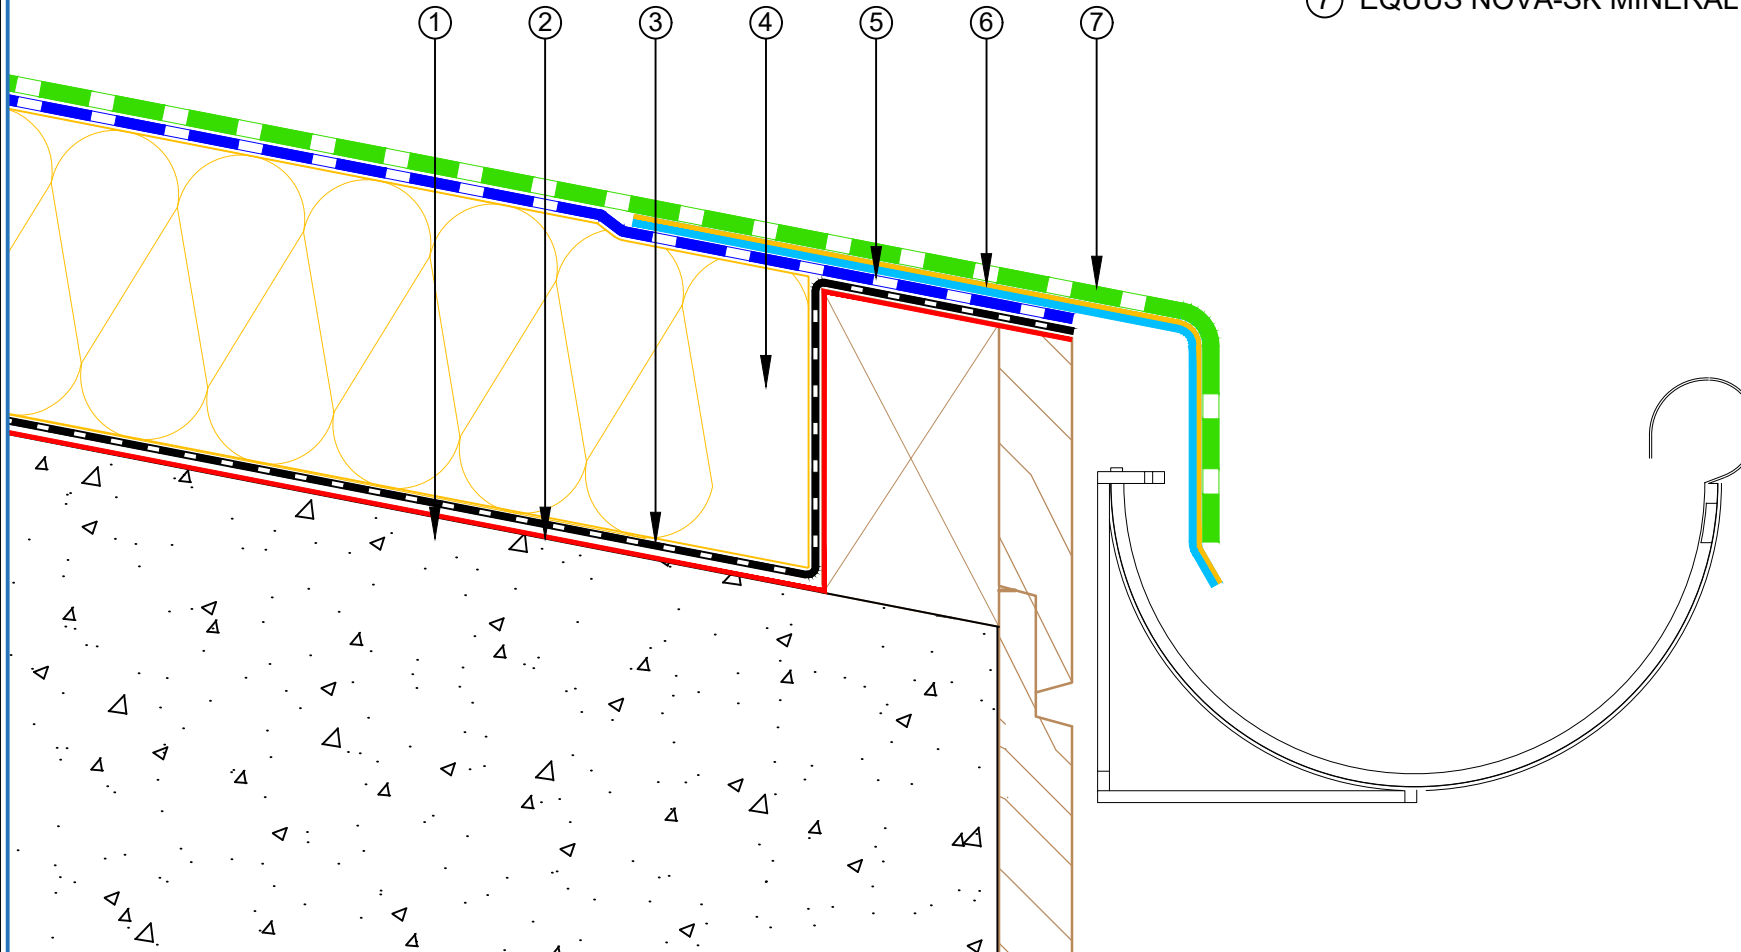 ⑦ EQUUS NOVA-SK MINERAL
① ② ③ ④ ⑤ ⑥ ⑦